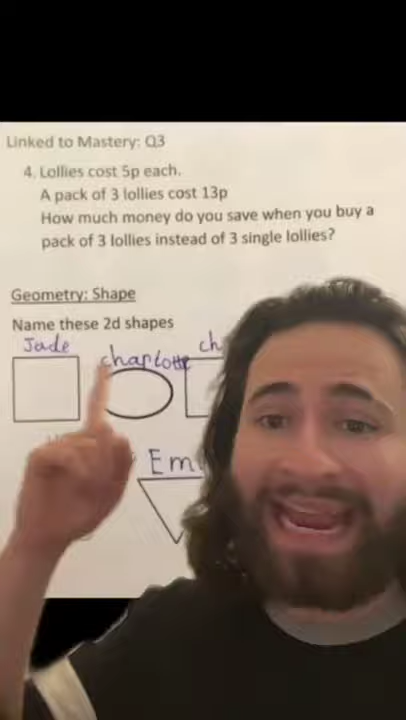 Linked to Mastery: Q3
4. Lollies cost 5p each.
A pack of 3 lollies cost 13p
How much money do you save when you buy a
pack of 3 lollies instead of 3 single lollies?
Geometry: Shape
Name these 2d shapes
Jade
charlotte
ch
Em